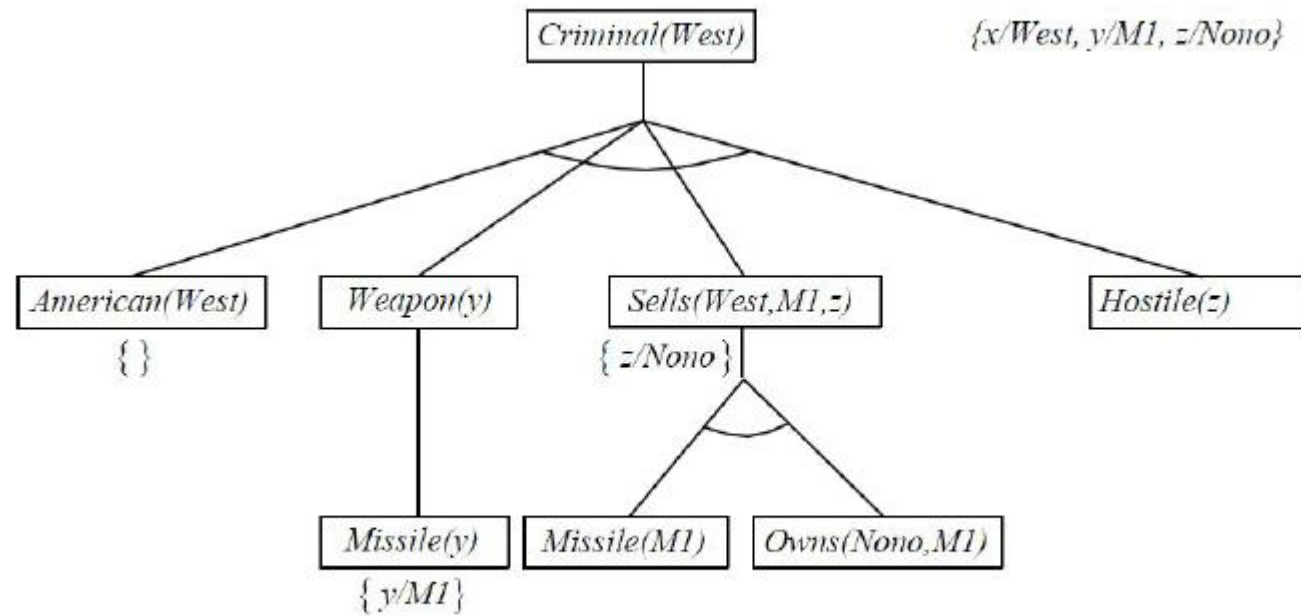 Criminal(West)
{x/West, y/M1, z/Nono}
American(West)
Weapon(y)
Sells(West,M1,z)
Hostile(z)
{ }
{ z/Nono }
Missile(y)
Missile(M1)
Owns(Nono,M1)
{ y/M1}